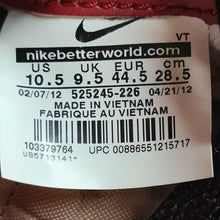 VT
nikebetterworld.com
US UK EUR cm
10.5 9.5 44.5 28.5
02/07/12 525245-226 04/21/12
MADE IN VIETNAM
FABRIQUE AU VIETNAM
103379764 UPC 00886551215717
US5713141*